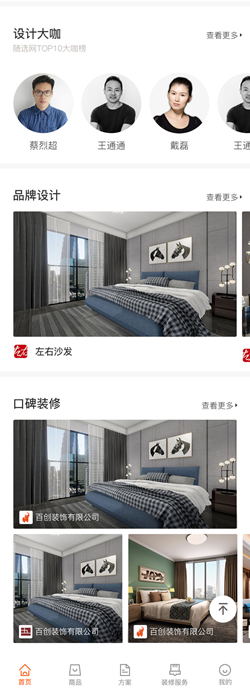 设计大咖
查看更多
随选网TOP10大咖榜
蔡烈超
王通通
戴磊
王通
品牌设计
查看更多
左右沙发
口碑装修
查看更多
百创装饰有限公司
百创装饰有限公司
百创装饰有限公司
首页
商品
方案
装修服务
我的